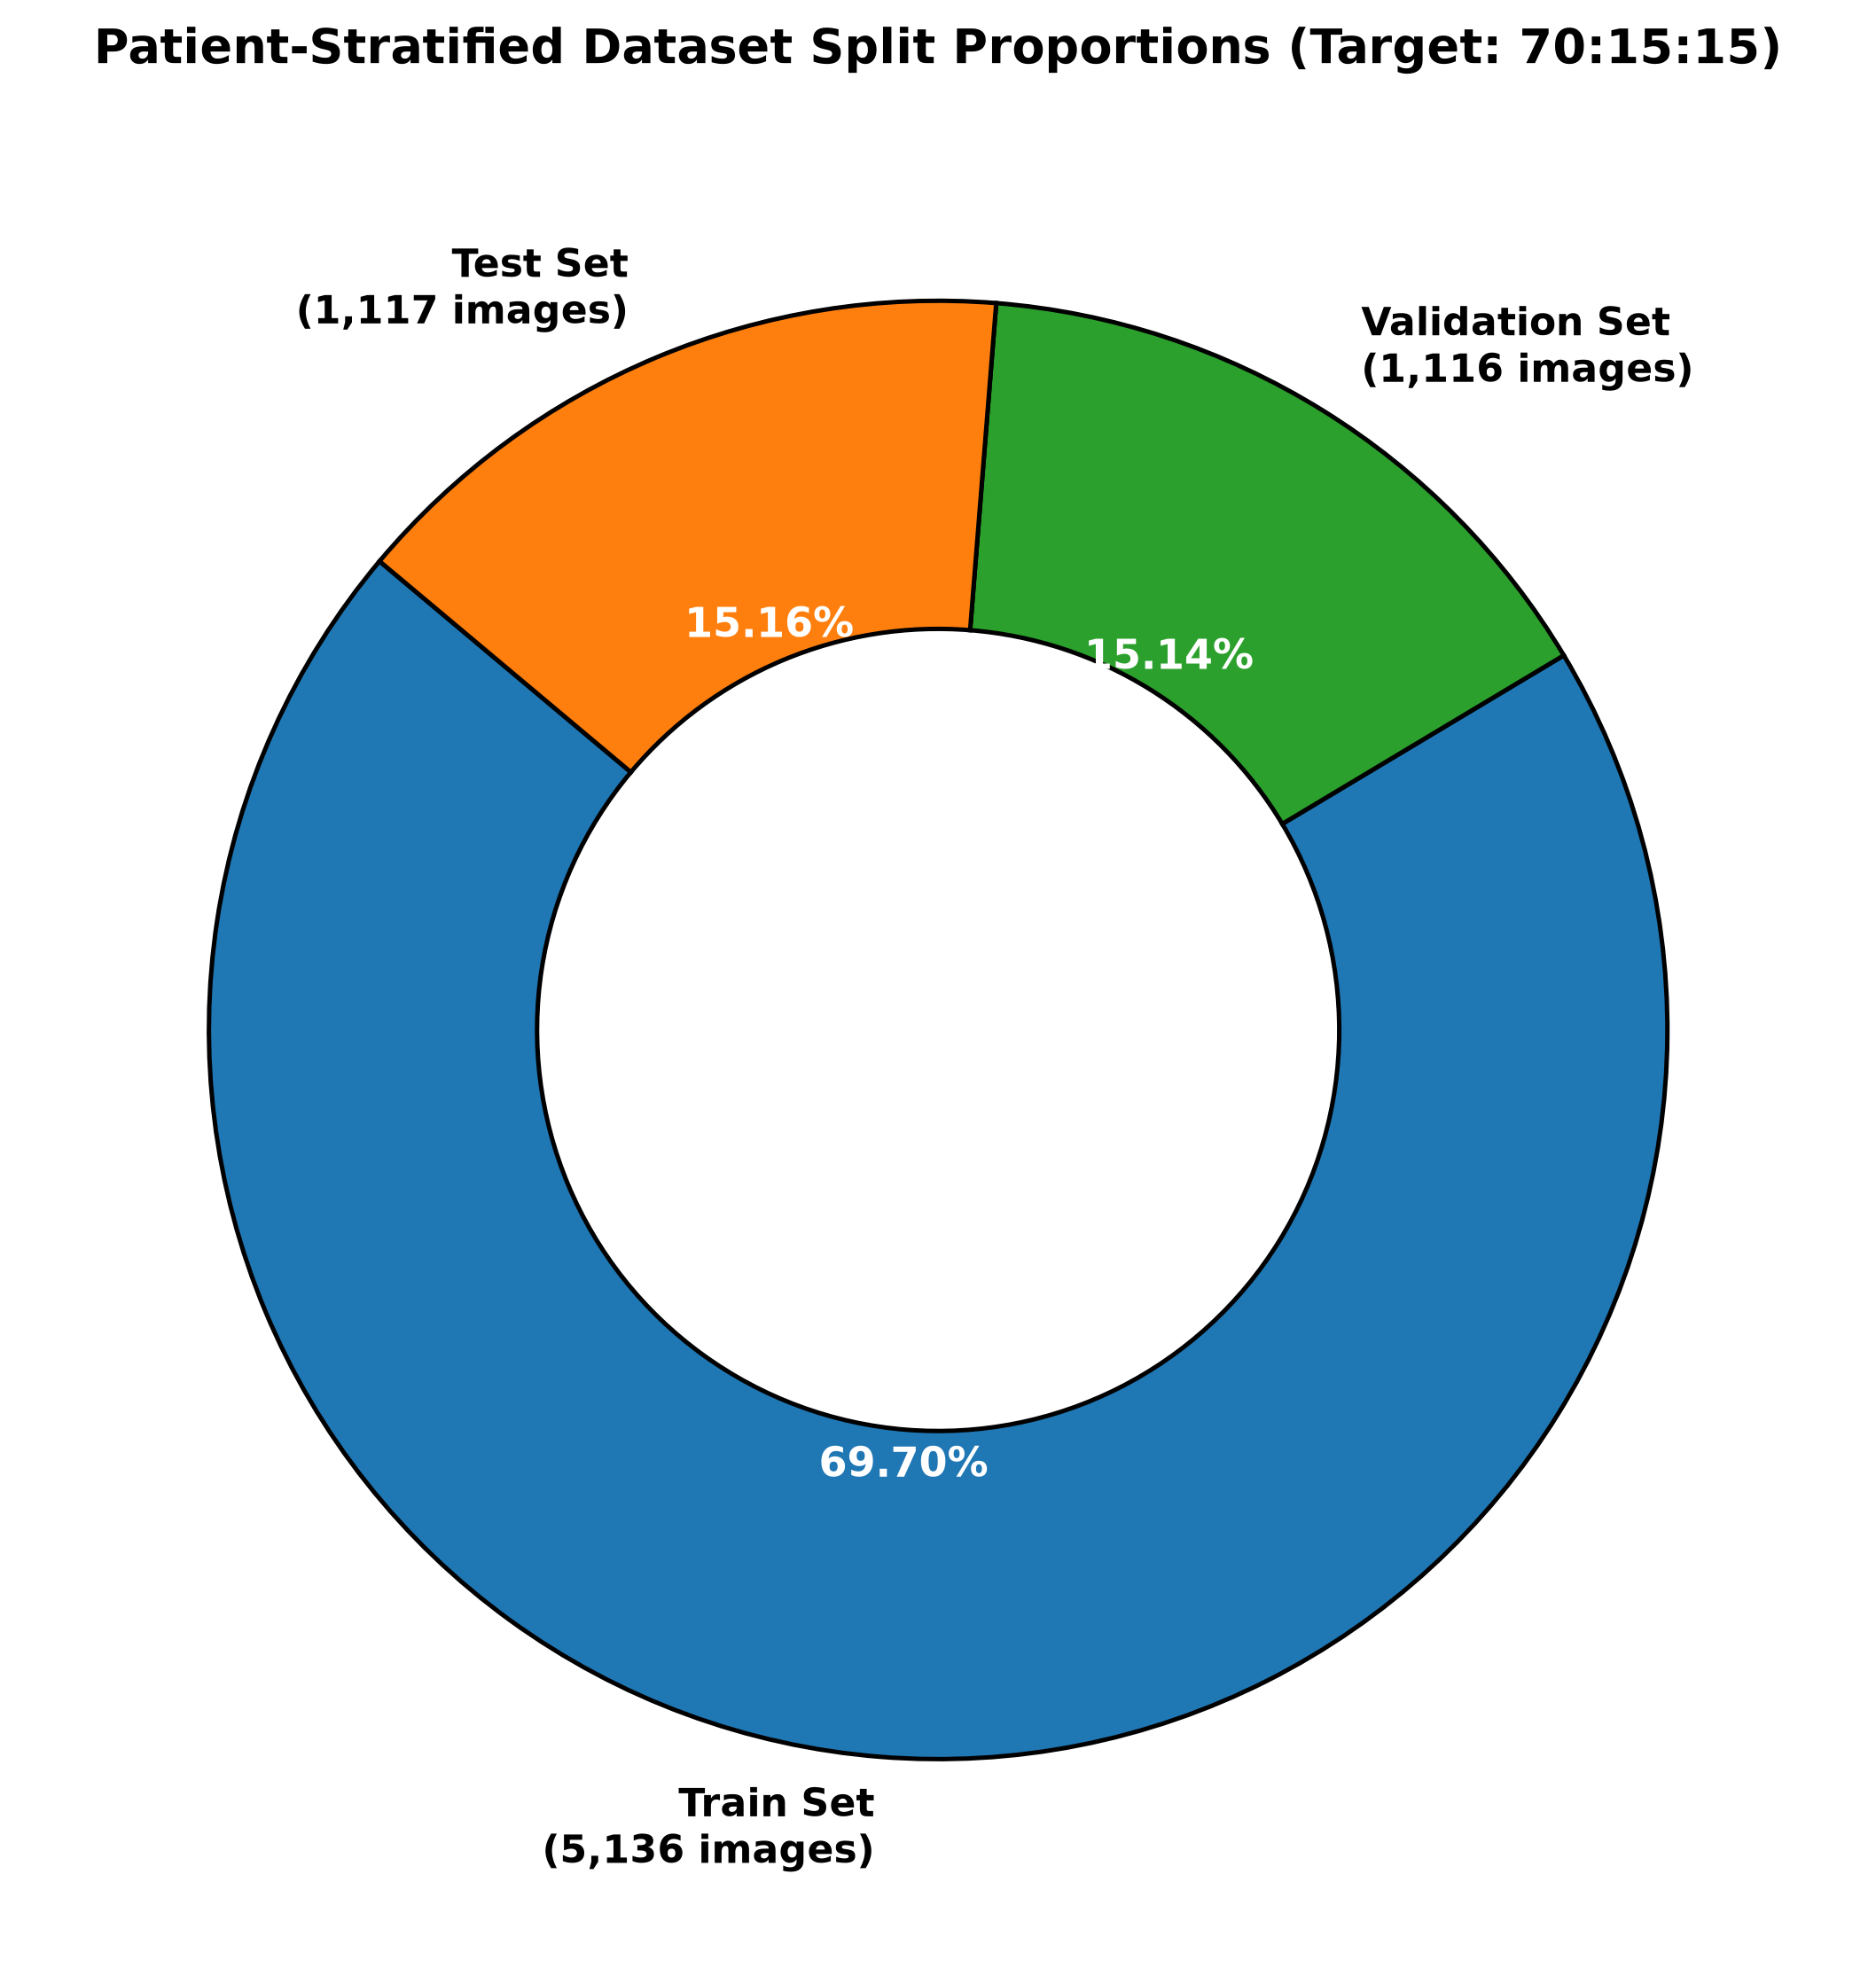 Patient-Stratified Dataset Split Proportions (Target: 70:15:15)
Test Set
(1,117 images)
Validation Set
(1,116 images)
15.16%
15.14%
69.70%
Train Set
(5,136 images)